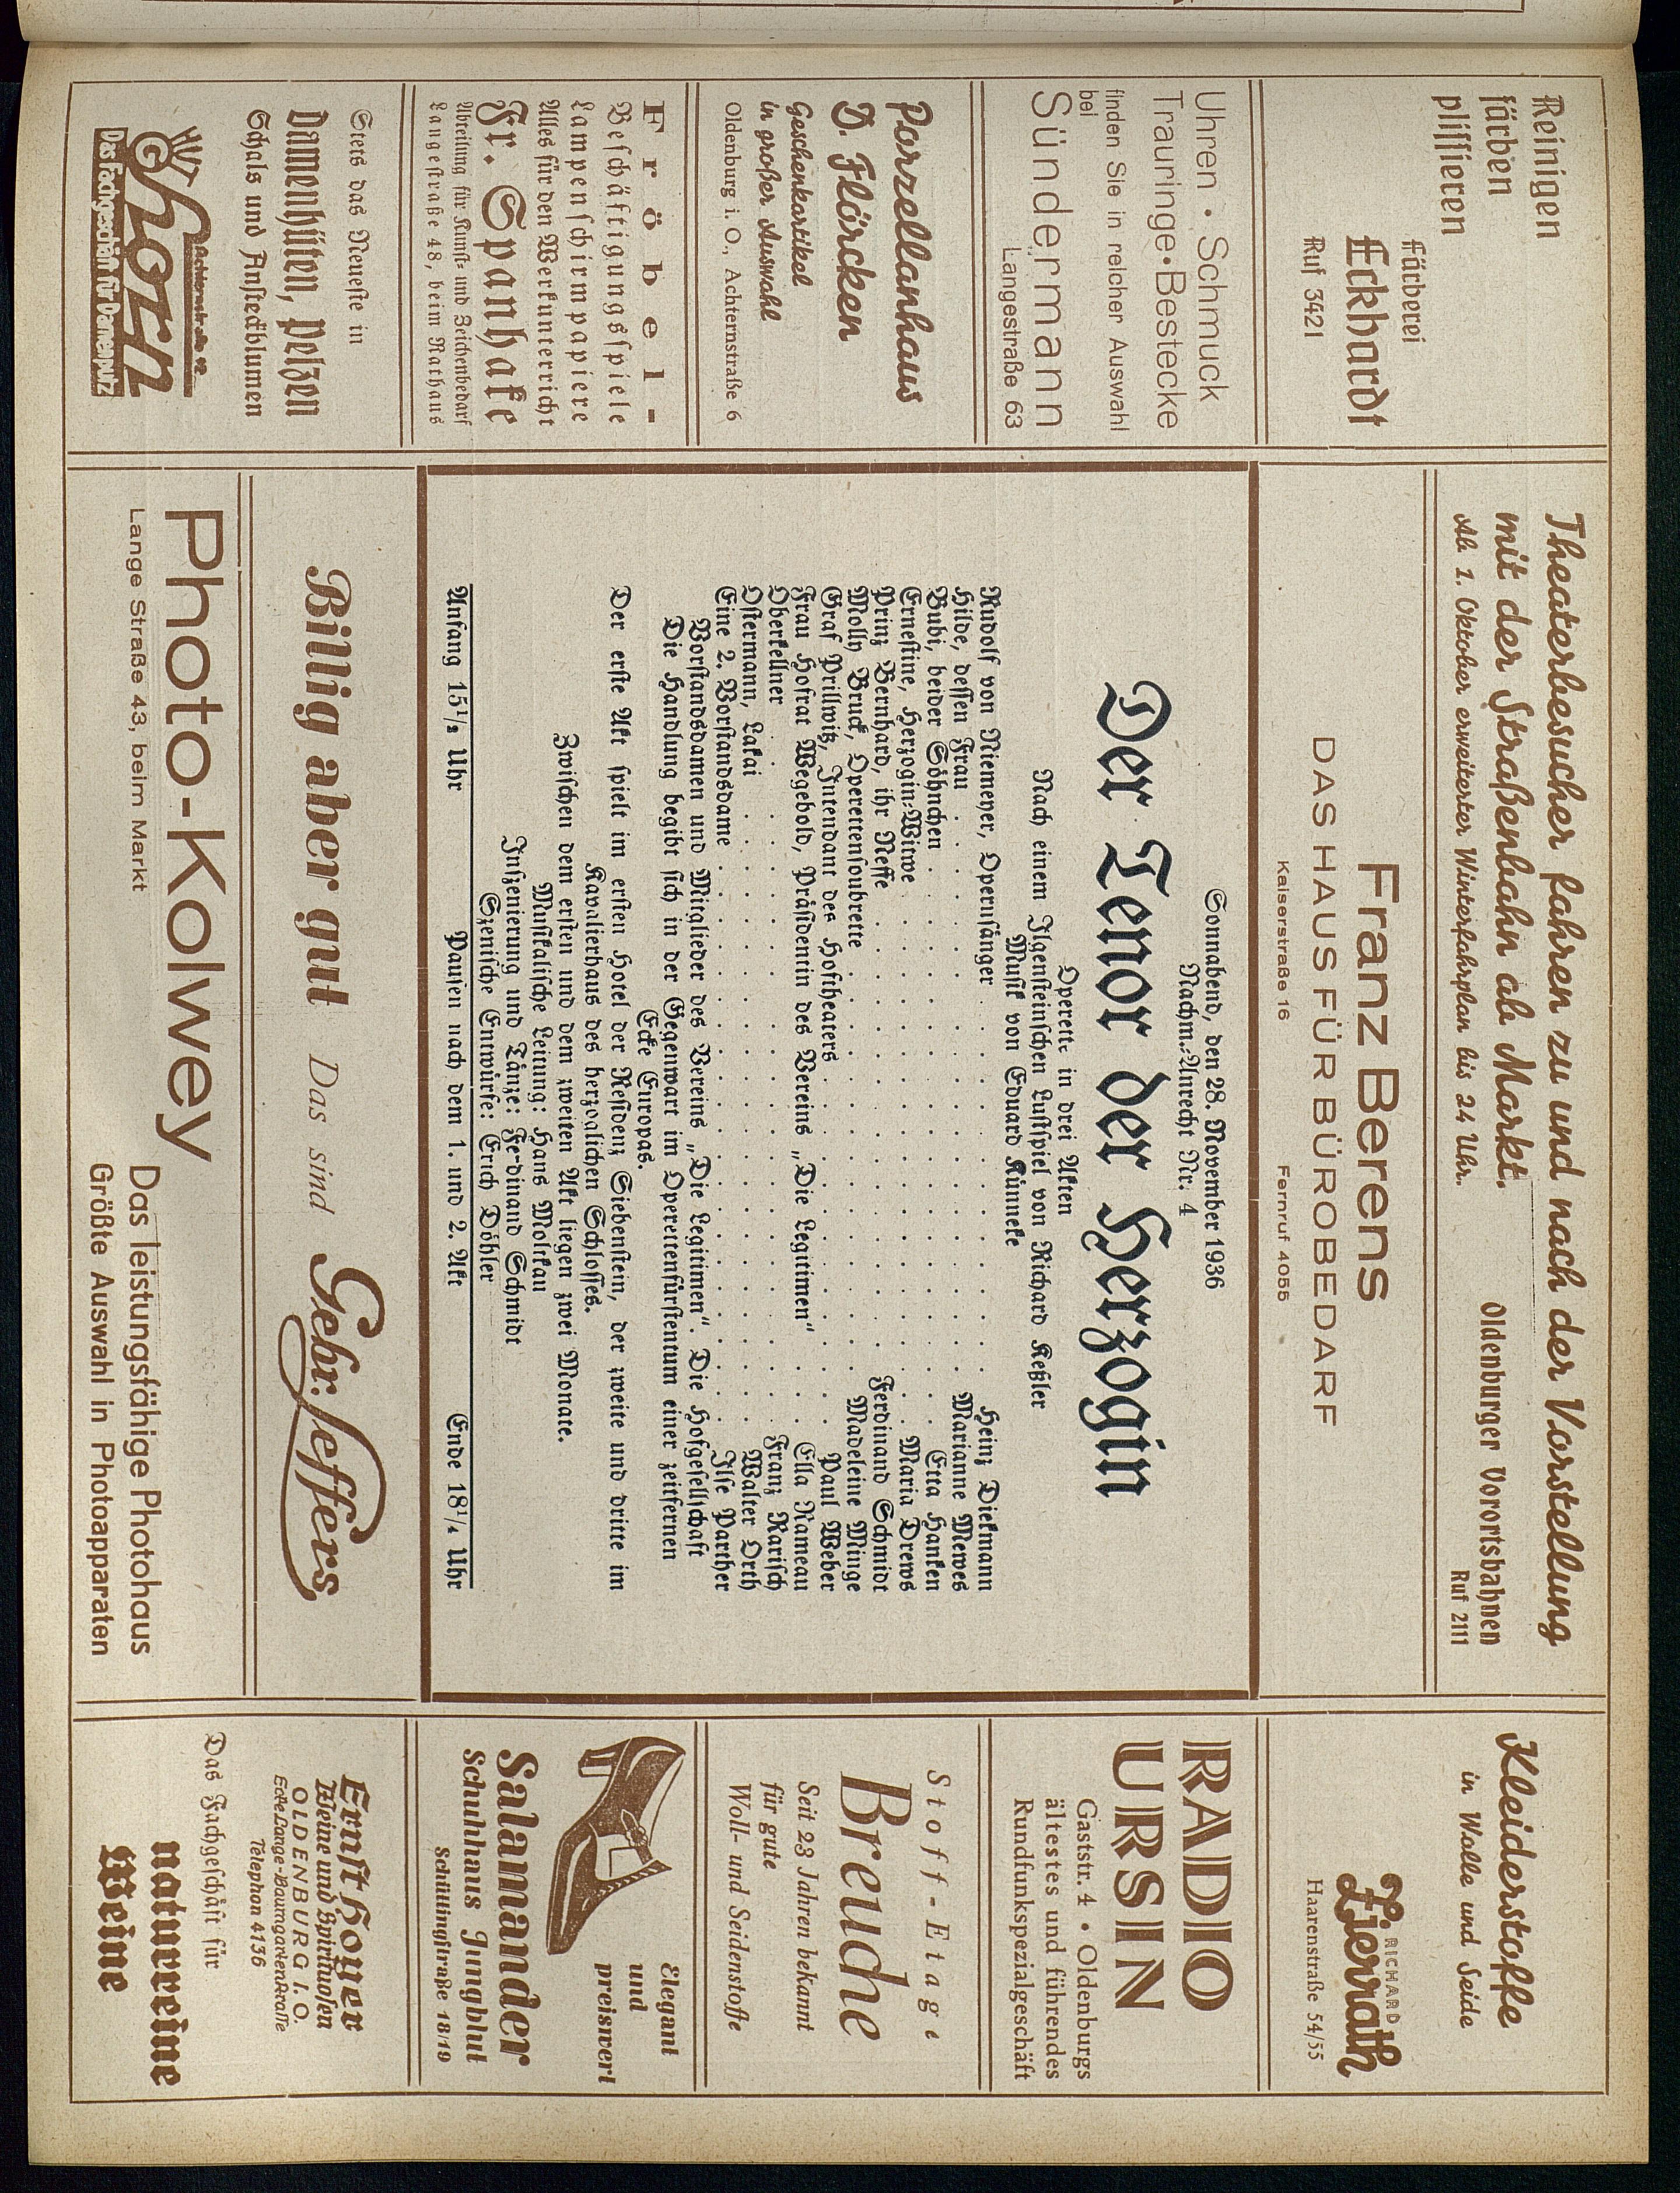 Reinigen
färben
plissieren
Färberei
Eckhardt
Ruf 3421
Uhren • Schmuck
Trauringe • Bestecke
finden Sie in reicher Auswahl
bei
Sündermann
Langestraße 63
Porzellanhaus
D. Flörcken
Geschenkartikel
in großer Auswahl
Oldenburg i. O., Achternstraße 6
Fröbel-
Beschäftigungsspiele
Lampenschirmpapiere
Alles für den Werkunterricht
Fr. Spanhake
Abteilung für Kunst- und Zeichenbedarf
Langestraße 48, beim Rathaus
Stets das Neueste in
Damenhüten, Pelzen
Schals und Ansteckblumen
horn
Das Fachgeschäft für Damenputz
Theaterbesucher fahren zu und nach der Vorstellung
mit der Straßenbahn ab Markt.
Ab 1. Oktober erweiterter Winterfahrplan bis 24 Uhr.
Oldenburger Vorortsbahnen
Ruf 2111
Franz Berens
DAS HAUS FÜR BÜROBEDARF
Kaiserstraße 16 Fernruf 4055
Sonnabend, den 28. November 1936
Nachm.-Anrecht Nr. 4
Der Tenor der Herzogin
Operette in drei Akten
Nach einem Ilgensteinschen Lustspiel von Richard Keßler
Musik von Eduard Künneke
Rudolf von Niemeyer, Opernsänger . . . Heinz Diekmann
Hilde, dessen Frau . . . Marianne Mewes
Bubi, beider Söhnchen . . . Etta Hanken
Ernestine, Herzogin-Witwe . . . Maria Drews
Prinz Bernhard, ihr Neffe . . . Ferdinand Schmidt
Molly Bruck, Operettensoubrette . . . Madeleine Minge
Graf Prillwitz, Intendant des Hoftheaters . . . Paul Weber
Frau Hofrat Wegebold, Präsidentin des Vereins „Die Legitimen“ . . . Ella Rameau
Oberkellner . . . Franz Rarisch
Ostermann, Lakai . . . Walter Orth
Eine 2. Vorstandsdame . . . Ilse Parther
Vorstandsdamen und Mitglieder des Vereins „Die Legitimen“. Die Hofgesellschaft
Die Handlung begibt sich in der Gegenwart im Operettenfürstentum einer zeitfernen
Ecke Europas.
Der erste Akt spielt im ersten Hotel der Residenz Siebenstein, der zweite und dritte im
Kavalierhaus des herzoglichen Schlosses.
Zwischen dem ersten und dem zweiten Akt liegen zwei Monate.
Musikalische Leitung: Hans Molkau
Inszenierung und Tänze: Ferdinand Schmidt
Szenische Entwürfe: Erich Döhler
Anfang 15¹/₂ Uhr Pausen nach dem 1. und 2. Akt Ende 18¹/₄ Uhr
Billig aber gut Das sind Gebr. Leffers
Photo-Kolwey
Lange Straße 43, beim Markt
Das leistungsfähige Photohaus
Größte Auswahl in Photoapparaten
Kleiderstoffe
in Wolle und Seide
RICHARD
Zierrath
Haarenstraße 54/55
RADIO
URSIN
Gaststr. 4 • Oldenburgs
ältestes und führendes
Rundfunkspezialgeschäft
Stoff-Etage
Breuche
Seit 23 Jahren bekannt
für gute
Woll- und Seidenstoffe
Elegant
und
preiswert
Salamander
Schuhhaus Jungblut
Schüttingstraße 18/19
Ernst Hoyer
Weine und Spirituosen
OLDENBURG I. O.
Ecke Lange-Baumgartenstraße
Telephon 4136
Das Fachgeschäft für
naturreine
Weine